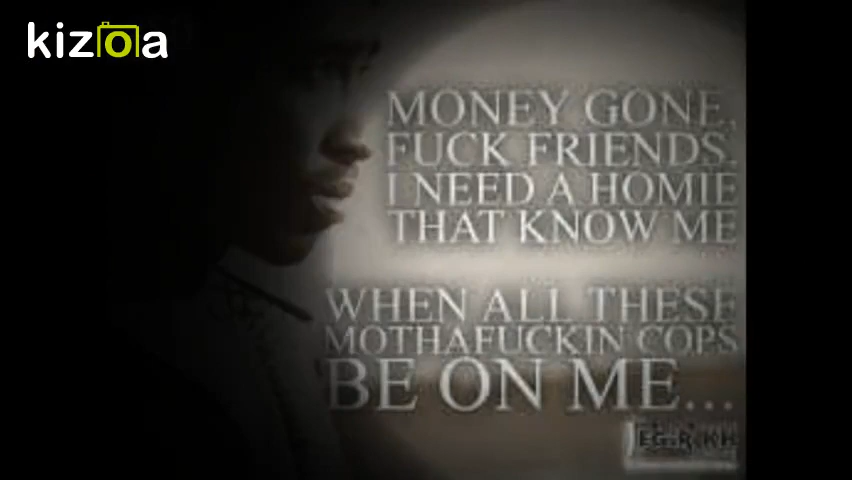 kizoa
MONEY GONE,
FUCK FRIENDS.
I NEED A HOMIE
THAT KNOW ME
WHEN ALL THESE
MOTHAFUCKIN COPS
BE ON ME...